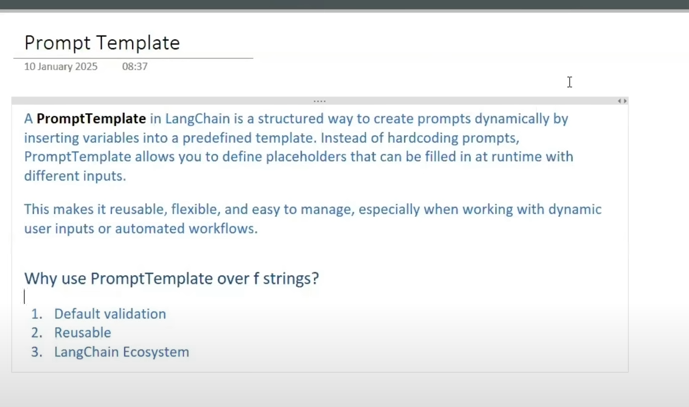 Prompt Template
10 January 2025 08:37
A PromptTemplate in LangChain is a structured way to create prompts dynamically by
inserting variables into a predefined template. Instead of hardcoding prompts,
PromptTemplate allows you to define placeholders that can be filled in at runtime with
different inputs.
This makes it reusable, flexible, and easy to manage, especially when working with dynamic
user inputs or automated workflows.
Why use PromptTemplate over f strings?
1. Default validation
2. Reusable
3. LangChain Ecosystem